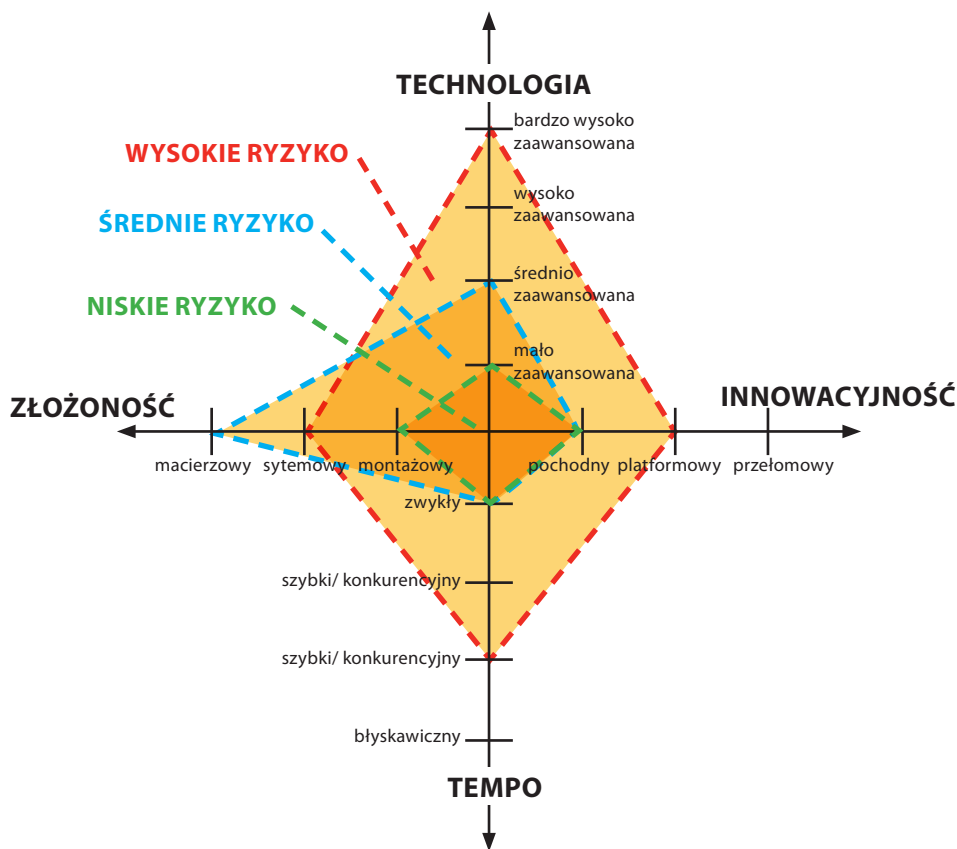 TECHNOLOGIA
bardzo wysoko
zaawansowana
WYSOKIE RYZYKO
wysoko
zaawansowana
ŚREDNIE RYZYKO
średnio
zaawansowana
NISKIE RYZYKO
mało
zaawansowana
ZŁOŻONOŚĆ
INNOWACYJNOŚĆ
macierzowy
sytemowy
montażowy
pochodny
platformowy
przełomowy
zwykły
szybki/ konkurencyjny
szybki/ konkurencyjny
błyskawiczny
TEMPO